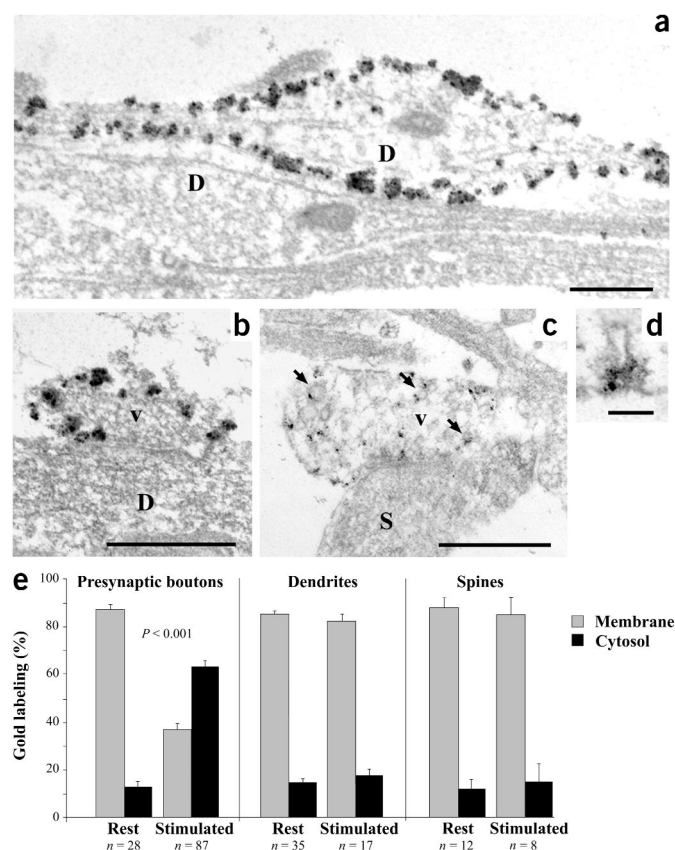 a
D
D
b
v
D
c
v
S
d
e
100
80
60
40
20
0
Gold labeling (%)
Presynaptic boutons
Dendrites
Spines
P < 0.001
Membrane
Cytosol
Rest Stimulated Rest Stimulated Rest Stimulated
n = 28 n = 87 n = 35 n = 17 n = 12 n = 8